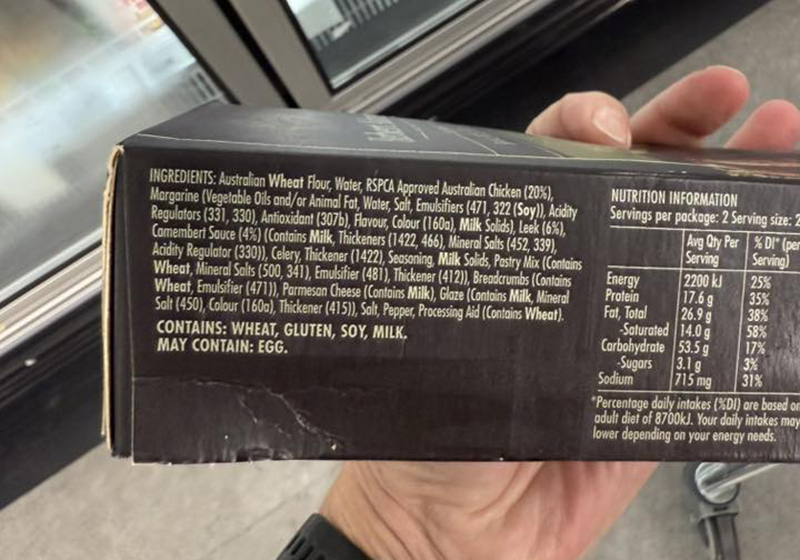 INGREDIENTS: Australian Wheat Flour, Water, RSPCA Approved Australian Chicken (20%),
Margarine (Vegetable Oils and/or Animal Fat, Water, Salt, Emulsifiers (471, 322 (Soy)), Acidity
Regulators (331, 330), Antioxidant (307b), Flavour, Colour (160a), Milk Solids), Leek (6%),
Camembert Sauce (4%) (Contains Milk, Thickeners (1422, 466), Mineral Salts (452, 339),
Acidity Regulator (330)), Celery, Thickener (1422), Seasoning, Milk Solids, Pastry Mix (Contains
Wheat, Mineral Salts (500, 341), Emulsifier (481), Thickener (412)), Breadcrumbs (Contains
Wheat, Emulsifier (471)), Parmesan Cheese (Contains Milk), Glaze (Contains Milk, Mineral
Salt (450), Colour (160a), Thickener (415)), Salt, Pepper, Processing Aid (Contains Wheat).
CONTAINS: WHEAT, GLUTEN, SOY, MILK.
MAY CONTAIN: EGG.
NUTRITION INFORMATION
Servings per package: 2 Serving size: 2
Avg Qty Per Serving % DI* (per Serving)
Energy 2200 kJ 25%
Protein 17.6 g 35%
Fat, Total 26.9 g 38%
-Saturated 14.0 g 58%
Carbohydrate 53.5 g 17%
-Sugars 3.1 g 3%
Sodium 715 mg 31%
*Percentage daily intakes (%DI) are based on
adult diet of 8700kJ. Your daily intakes may
lower depending on your energy needs.